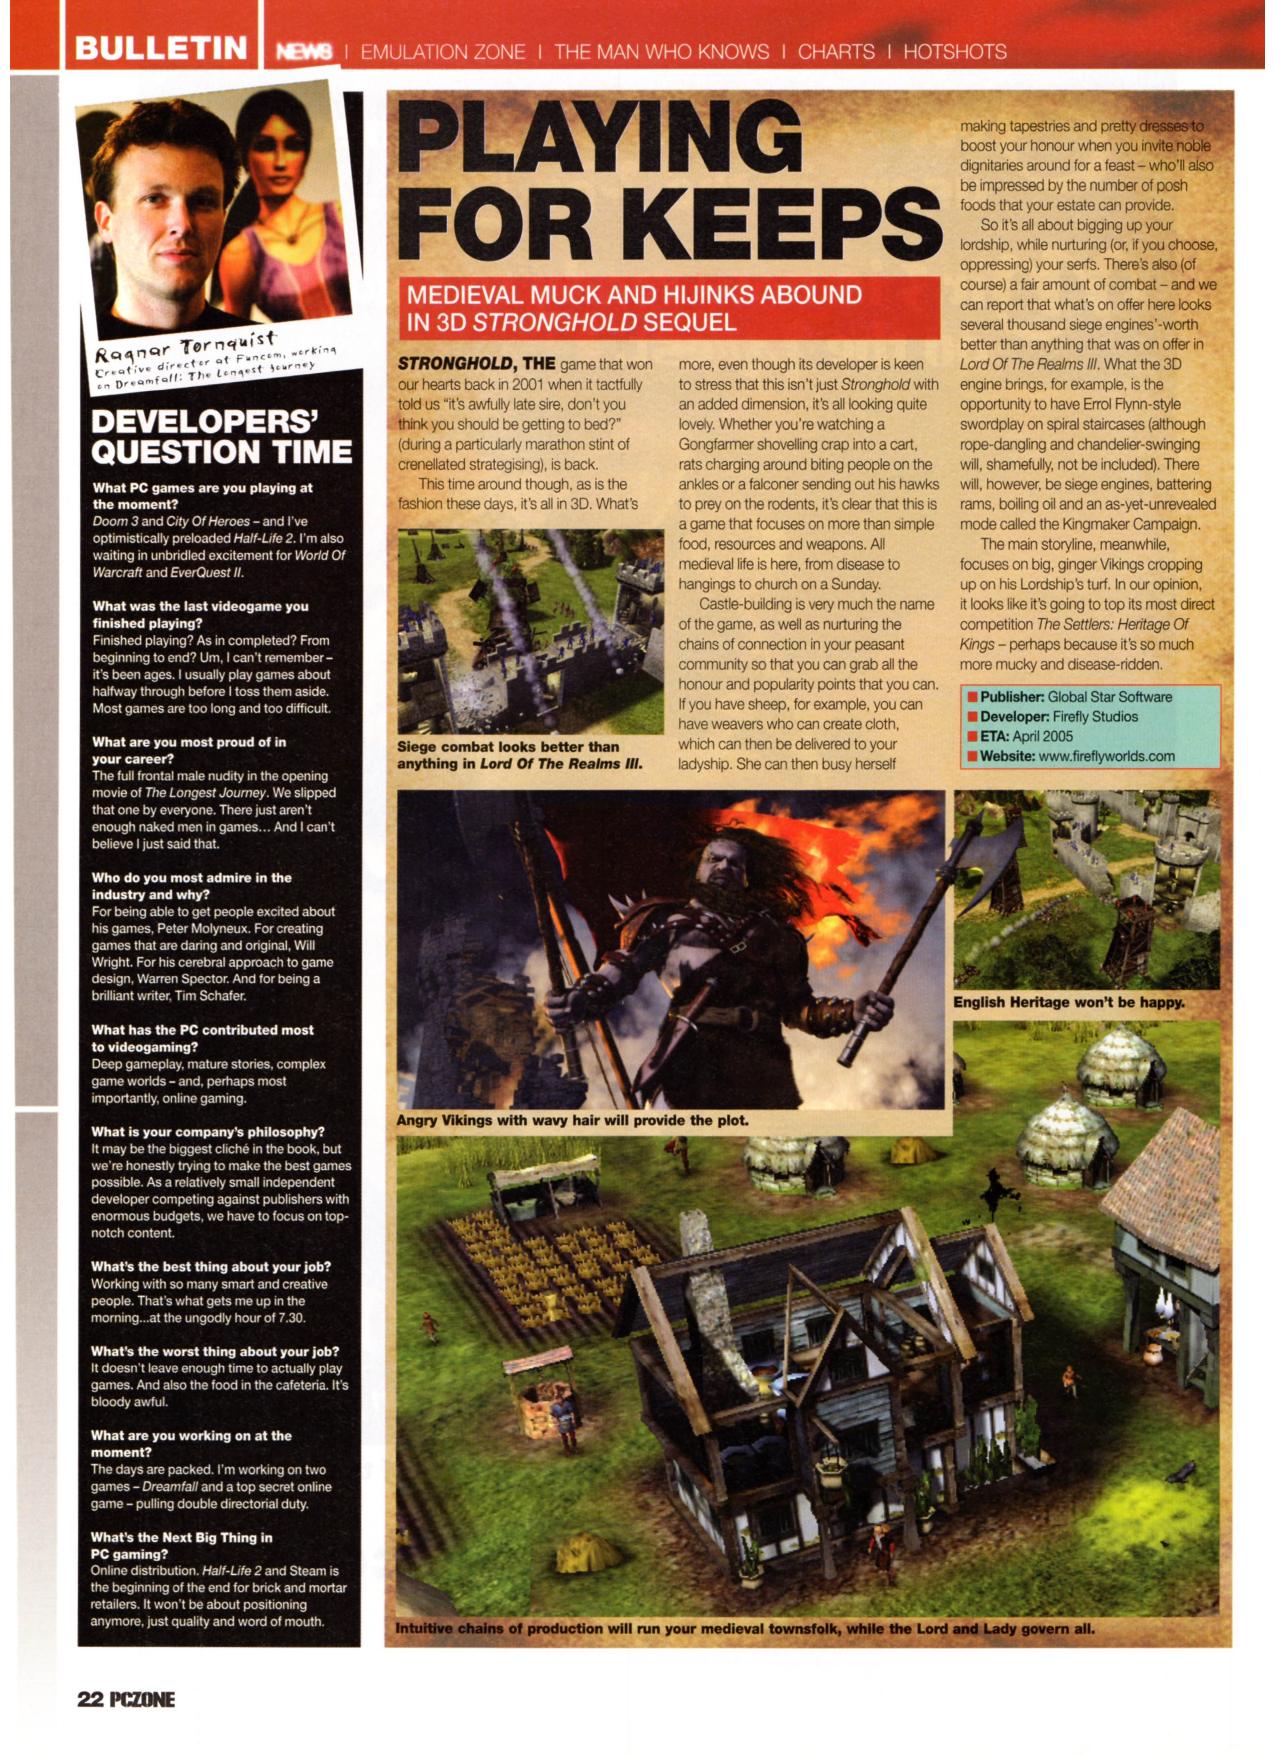 BULLETIN
NEWS | EMULATION ZONE | THE MAN WHO KNOWS | CHARTS | HOTSHOTS
Ragnar Tørnquist
Creative director at Funcom, working
on Dreamfall: The Longest Journey
DEVELOPERS'
QUESTION TIME
What PC games are you playing at
the moment?
Doom 3 and City Of Heroes – and I've
optimistically preloaded Half-Life 2. I'm also
waiting in unbridled excitement for World Of
Warcraft and EverQuest II.
What was the last videogame you
finished playing?
Finished playing? As in completed? From
beginning to end? Um, I can't remember –
it's been ages. I usually play games about
halfway through before I toss them aside.
Most games are too long and too difficult.
What are you most proud of in
your career?
The full frontal male nudity in the opening
movie of The Longest Journey. We slipped
that one by everyone. There just aren't
enough naked men in games... And I can't
believe I just said that.
Who do you most admire in the
industry and why?
For being able to get people excited about
his games, Peter Molyneux. For creating
games that are daring and original, Will
Wright. For his cerebral approach to game
design, Warren Spector. And for being a
brilliant writer, Tim Schafer.
What has the PC contributed most
to videogaming?
Deep gameplay, mature stories, complex
game worlds – and, perhaps most
importantly, online gaming.
What is your company's philosophy?
It may be the biggest cliché in the book, but
we're honestly trying to make the best games
possible. As a relatively small independent
developer competing against publishers with
enormous budgets, we have to focus on top-
notch content.
What's the best thing about your job?
Working with so many smart and creative
people. That's what gets me up in the
morning...at the ungodly hour of 7.30.
What's the worst thing about your job?
It doesn't leave enough time to actually play
games. And also the food in the cafeteria. It's
bloody awful.
What are you working on at the
moment?
The days are packed. I'm working on two
games – Dreamfall and a top secret online
game – pulling double directorial duty.
What's the Next Big Thing in
PC gaming?
Online distribution. Half-Life 2 and Steam is
the beginning of the end for brick and mortar
retailers. It won't be about positioning
anymore, just quality and word of mouth.
PLAYING
FOR KEEPS
MEDIEVAL MUCK AND HIJINKS ABOUND
IN 3D STRONGHOLD SEQUEL
STRONGHOLD, THE game that won
our hearts back in 2001 when it tactfully
told us "it's awfully late sire, don't you
think you should be getting to bed?"
(during a particularly marathon stint of
crenellated strategising), is back.
This time around though, as is the
fashion these days, it's all in 3D. What's
Siege combat looks better than
anything in Lord Of The Realms III.
more, even though its developer is keen
to stress that this isn't just Stronghold with
an added dimension, it's all looking quite
lovely. Whether you're watching a
Gongfarmer shovelling crap into a cart,
rats charging around biting people on the
ankles or a falconer sending out his hawks
to prey on the rodents, it's clear that this is
a game that focuses on more than simple
food, resources and weapons. All
medieval life is here, from disease to
hangings to church on a Sunday.
Castle-building is very much the name
of the game, as well as nurturing the
chains of connection in your peasant
community so that you can grab all the
honour and popularity points that you can.
If you have sheep, for example, you can
have weavers who can create cloth,
which can then be delivered to your
ladyship. She can then busy herself
making tapestries and pretty dresses to
boost your honour when you invite noble
dignitaries around for a feast – who'll also
be impressed by the number of posh
foods that your estate can provide.
So it's all about bigging up your
lordship, while nurturing (or, if you choose,
oppressing) your serfs. There's also (of
course) a fair amount of combat – and we
can report that what's on offer here looks
several thousand siege engines'-worth
better than anything that was on offer in
Lord Of The Realms III. What the 3D
engine brings, for example, is the
opportunity to have Errol Flynn-style
swordplay on spiral staircases (although
rope-dangling and chandelier-swinging
will, shamefully, not be included). There
will, however, be siege engines, battering
rams, boiling oil and an as-yet-unrevealed
mode called the Kingmaker Campaign.
The main storyline, meanwhile,
focuses on big, ginger Vikings cropping
up on his Lordship's turf. In our opinion,
it looks like it's going to top its most direct
competition The Settlers: Heritage Of
Kings – perhaps because it's so much
more mucky and disease-ridden.
Publisher: Global Star Software
Developer: Firefly Studios
ETA: April 2005
Website: www.fireflyworlds.com
Angry Vikings with wavy hair will provide the plot.
English Heritage won't be happy.
Intuitive chains of production will run your medieval townsfolk, while the Lord and Lady govern all.
22 PCZONE